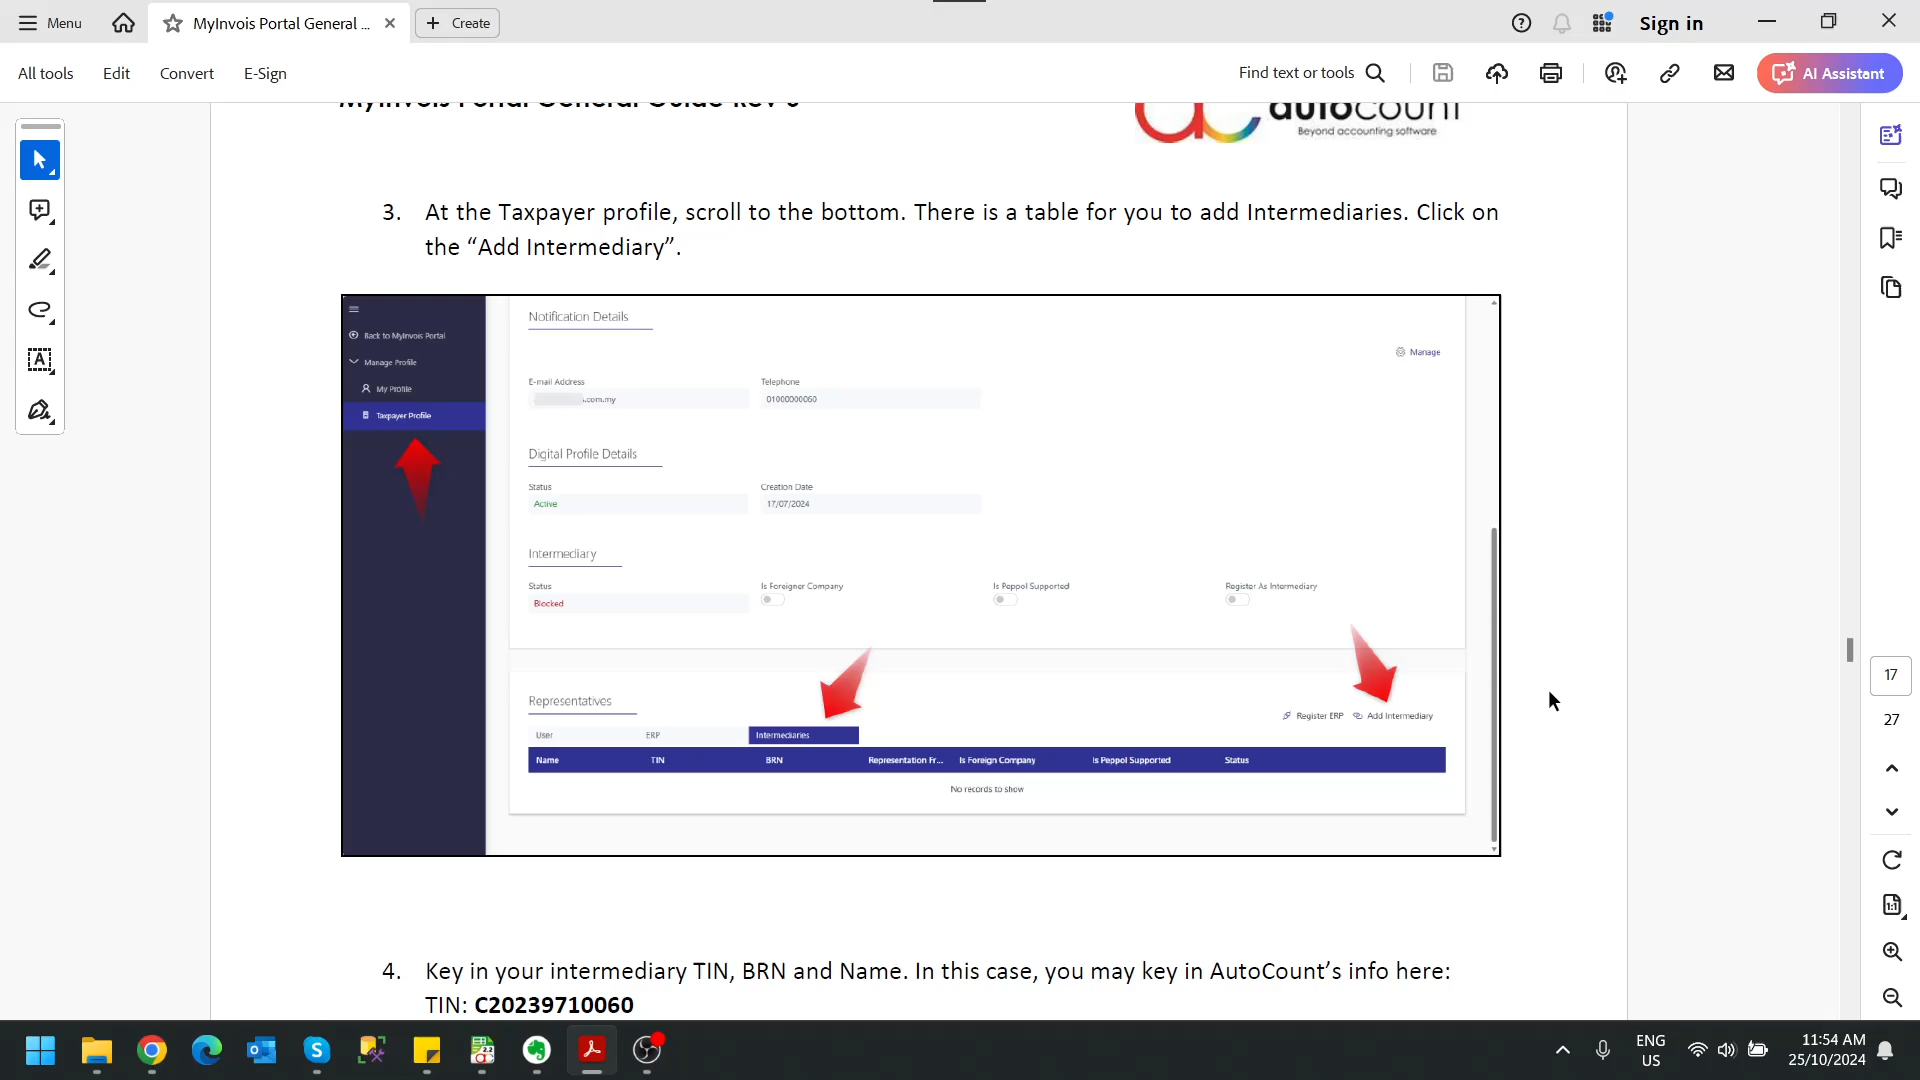 Menu
MyInvois Portal General ...
Create
Sign in
All tools
Edit
Convert
E-Sign
Find text or tools
AI Assistant
MyInvois Portal General Guide Rev
autocount
Beyond accounting software
3. At the Taxpayer profile, scroll to the bottom. There is a table for you to add Intermediaries. Click on
the “Add Intermediary”.
Notification Details
Back to MyInvois Portal
Manage
Manage Profile
E-mail Address
Telephone
My Profile
.com.my
01000000060
Taxpayer Profile
Digital Profile Details
Status
Creation Date
Active
17/07/2024
Intermediary
Status
Is Foreigner Company
Is Peppol Supported
Register As Intermediary
Blocked
Representatives
Register ERP
Add Intermediary
User
ERP
Intermediaries
Name
TIN
BRN
Representation Fr...
Is Foreign Company
Is Peppol Supported
Status
No records to show
17
27
4. Key in your intermediary TIN, BRN and Name. In this case, you may key in AutoCount’s info here:
TIN: C20239710060
ENG
US
11:54 AM
25/10/2024